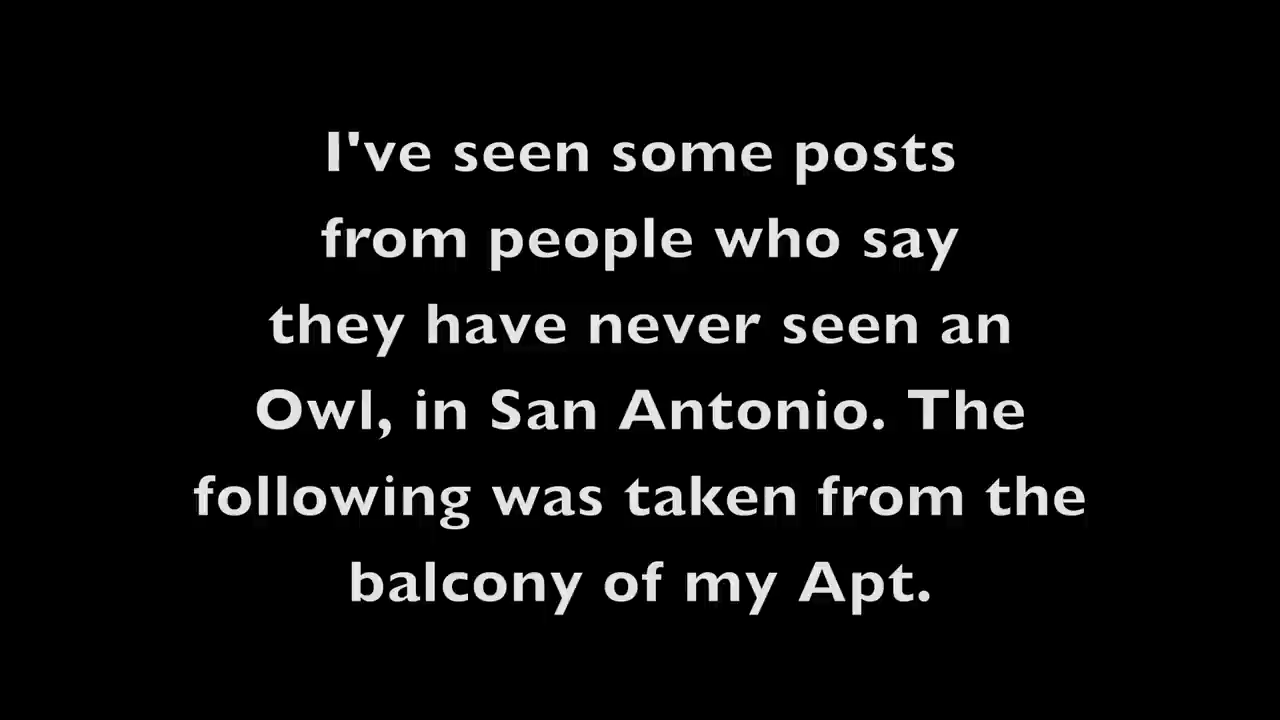 I've seen some posts
from people who say
they have never seen an
Owl, in San Antonio. The
following was taken from the
balcony of my Apt.